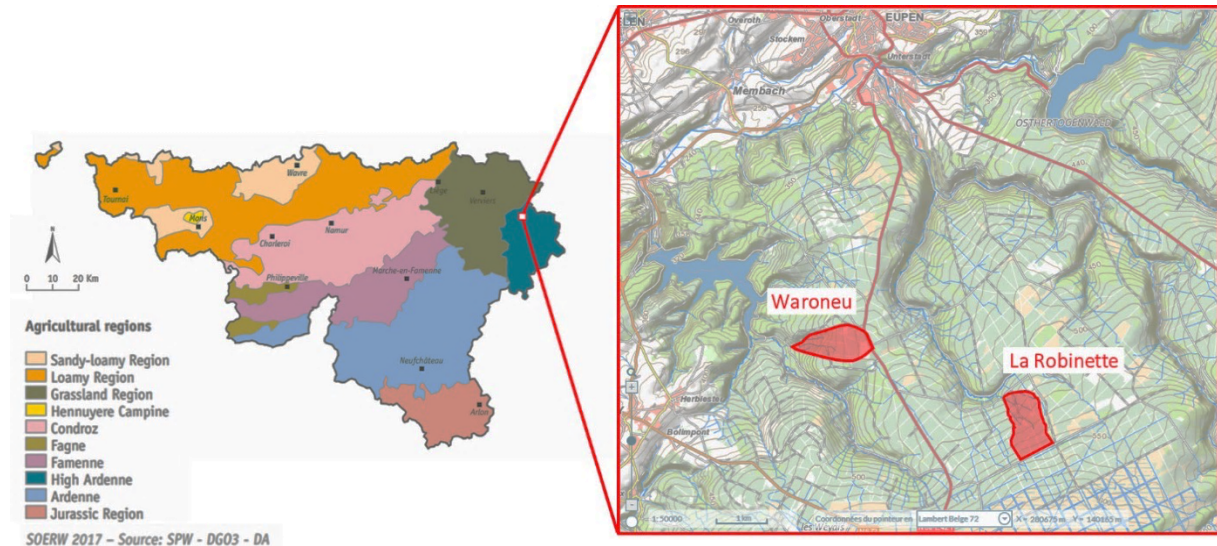 Tournai
Mons
Wavre
Liège
Verviers
Charleroi
Namur
Philippeville
Marche-en-Famenne
Neufchâteau
Arlon
0 10 20 Km
Agricultural regions
Sandy-loamy Region
Loamy Region
Grassland Region
Hennuyere Campine
Condroz
Fagne
Famenne
High Ardenne
Ardenne
Jurassic Region
SOERW 2017 – Source: SPW - DGO3 - DA
Overoth
Oberstadt
EUPEN
Stockem
Unterstadt
Membach
OSTHERTOGENWALD
Waroneu
La Robinette
1: 50000
1 km
Coordonnées du pointeur en
Lambert Belge 72
X = 280675 m Y = 140185 m